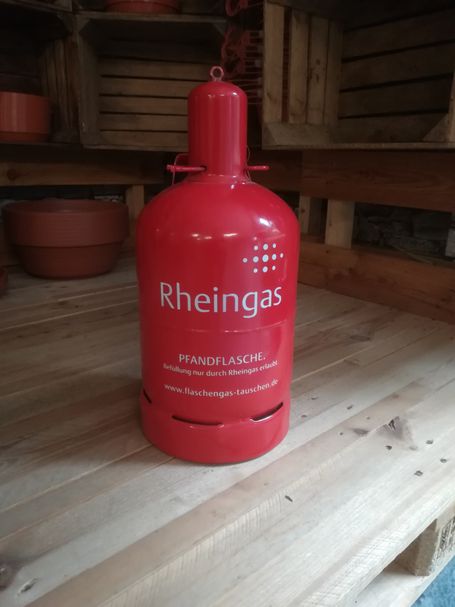 Rheingas
PFANDFLASCHE.
Befüllung nur durch Rheingas erlaubt
www.flaschengas-tauschen.de